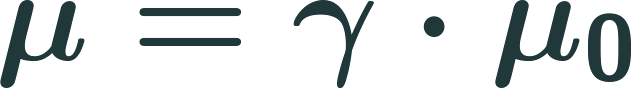 μ = γ · μ₀